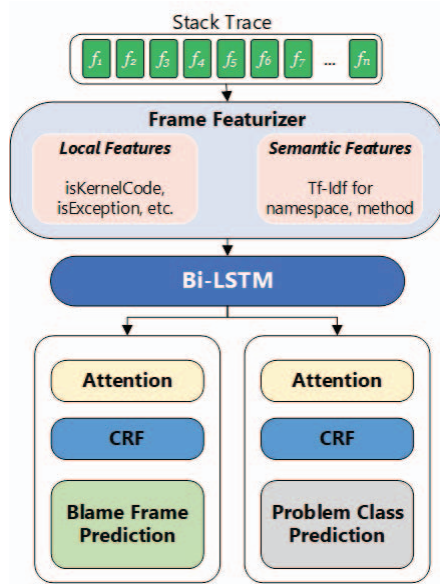 Stack Trace
f1 f2 f3 f4 f5 f6 f7 ... fn
Frame Featurizer
Local Features
isKernelCode,
isException, etc.
Semantic Features
Tf-Idf for
namespace, method
Bi-LSTM
Attention
CRF
Blame Frame
Prediction
Attention
CRF
Problem Class
Prediction